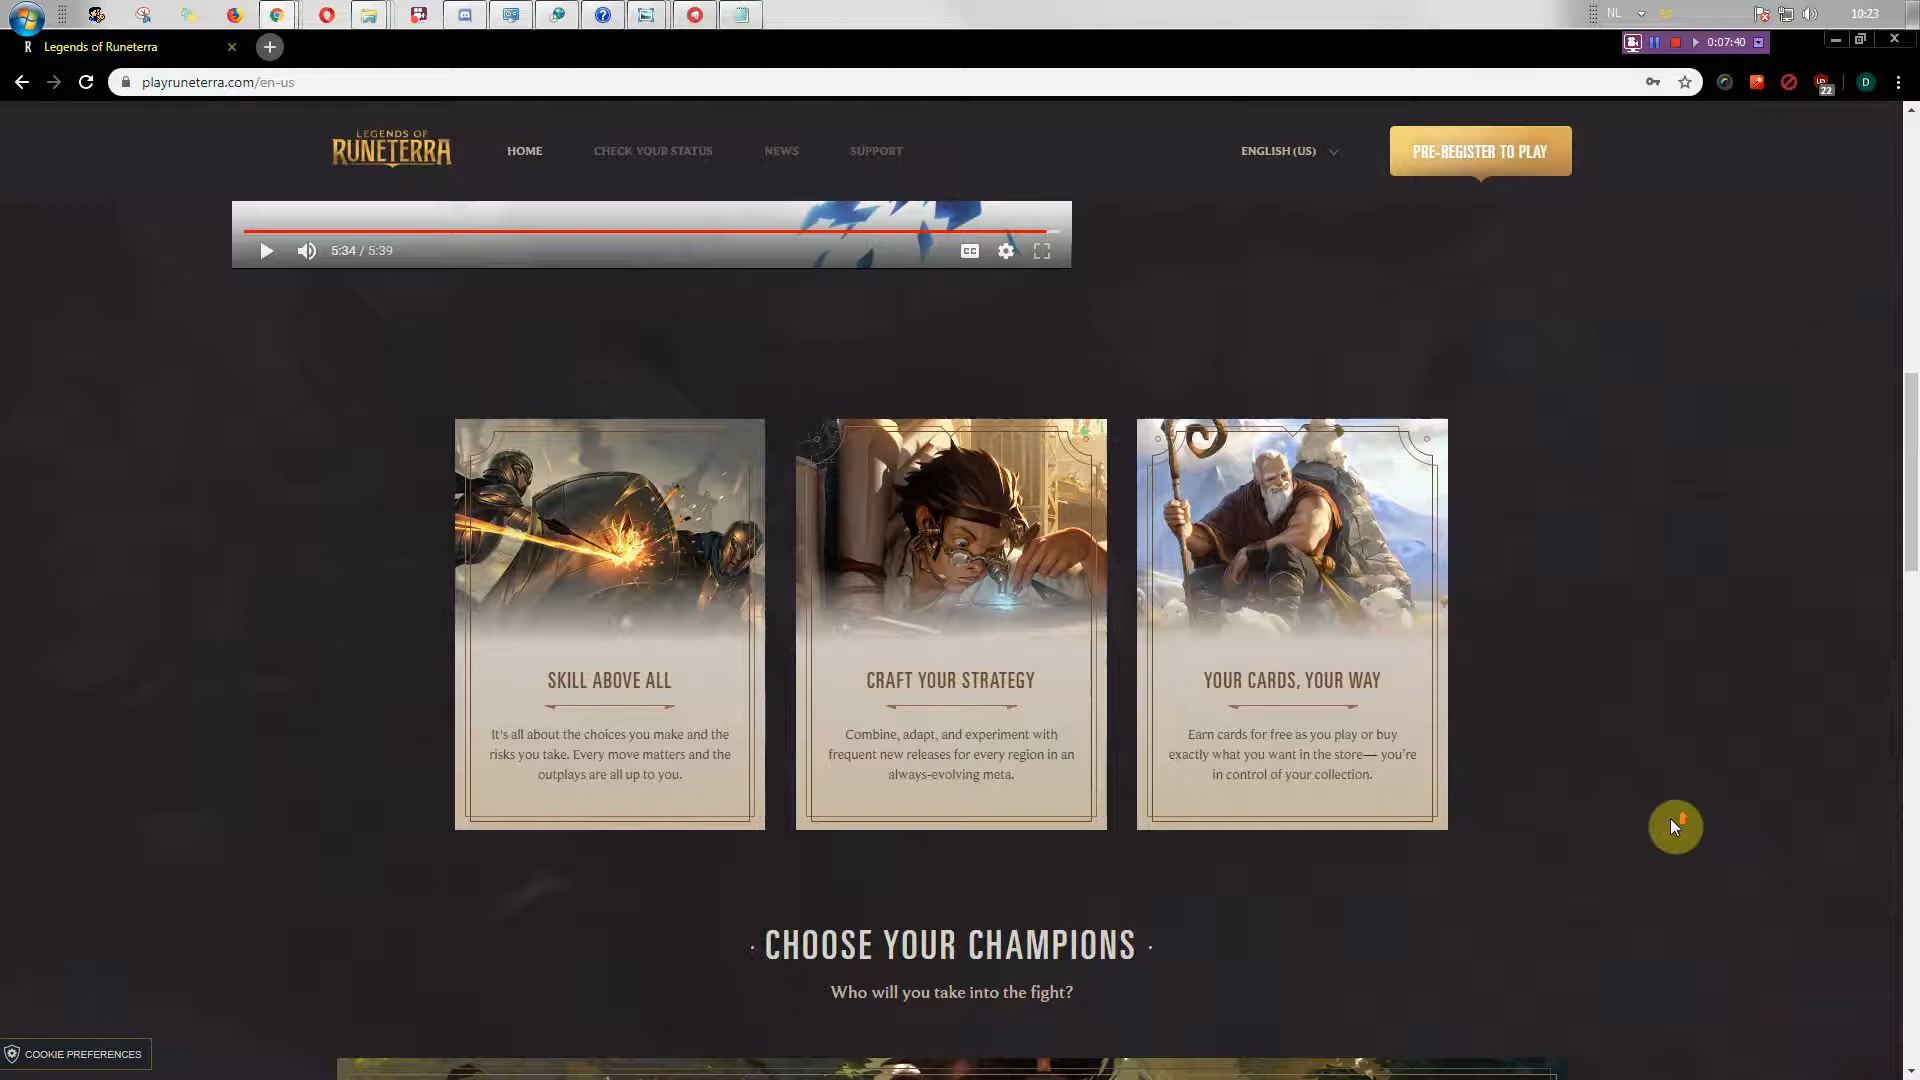 NL
10:23
R Legends of Runeterra
0:07:40
playruneterra.com/en-us
22
D
LEGENDS OF
RUNETERRA
HOME
CHECK YOUR STATUS
NEWS
SUPPORT
ENGLISH (US)
PRE-REGISTER TO PLAY
5:34 / 5:39
CC
SKILL ABOVE ALL
It's all about the choices you make and the
risks you take. Every move matters and the
outplays are all up to you.
CRAFT YOUR STRATEGY
Combine, adapt, and experiment with
frequent new releases for every region in an
always-evolving meta.
YOUR CARDS, YOUR WAY
Earn cards for free as you play or buy
exactly what you want in the store— you're
in control of your collection.
· CHOOSE YOUR CHAMPIONS ·
Who will you take into the fight?
COOKIE PREFERENCES